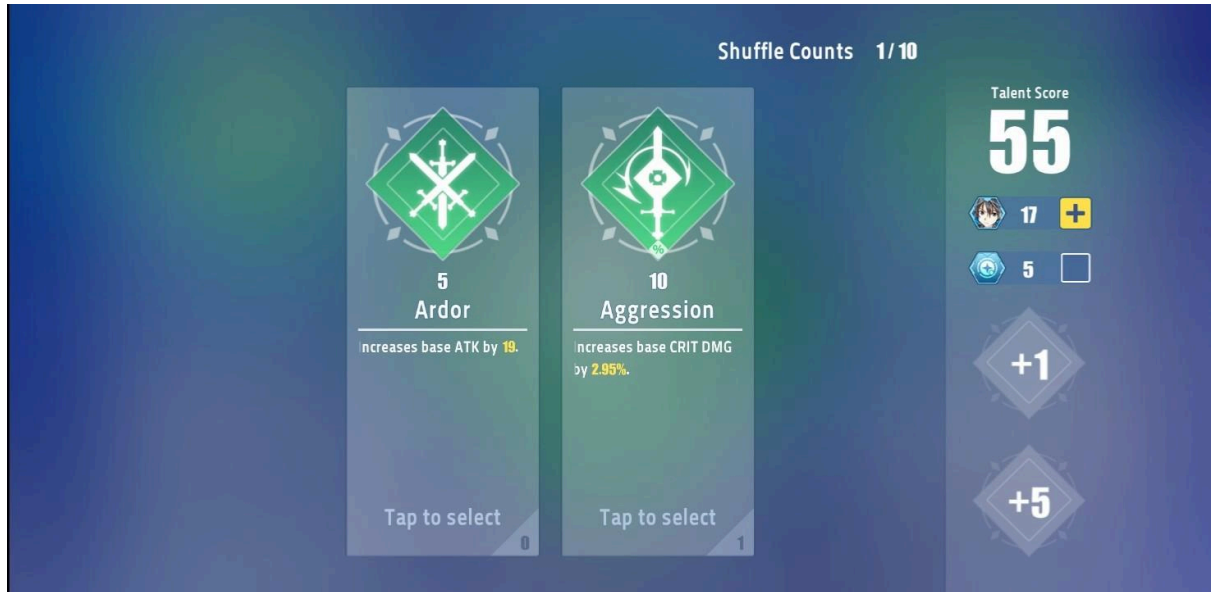 Shuffle Counts 1/10
Talent Score
55
17 +
5
+1
+5
5
Ardor
Increases base ATK by 19.
Tap to select
0
%
10
Aggression
Increases base CRIT DMG
by 2.95%.
Tap to select
1